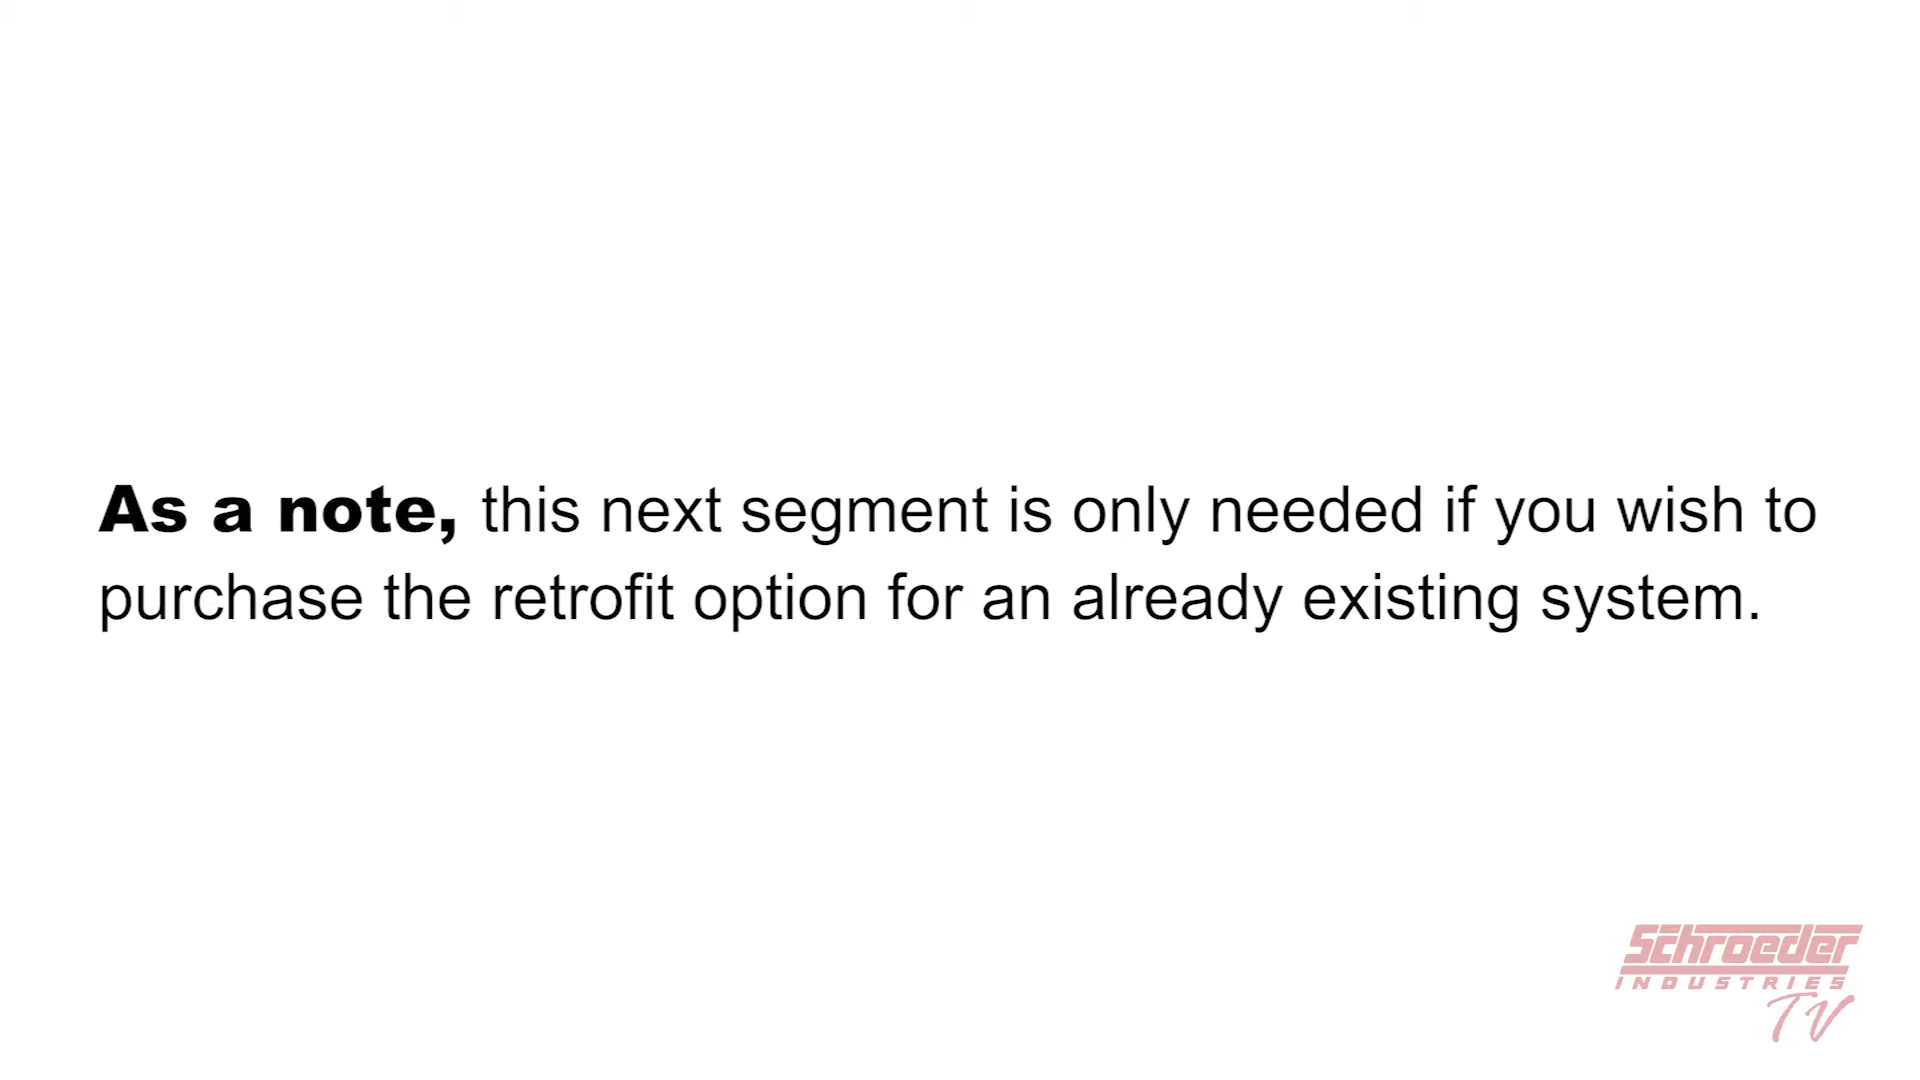 As a note, this next segment is only needed if you wish to
purchase the retrofit option for an already existing system.
Schroeder
INDUSTRIES
TV